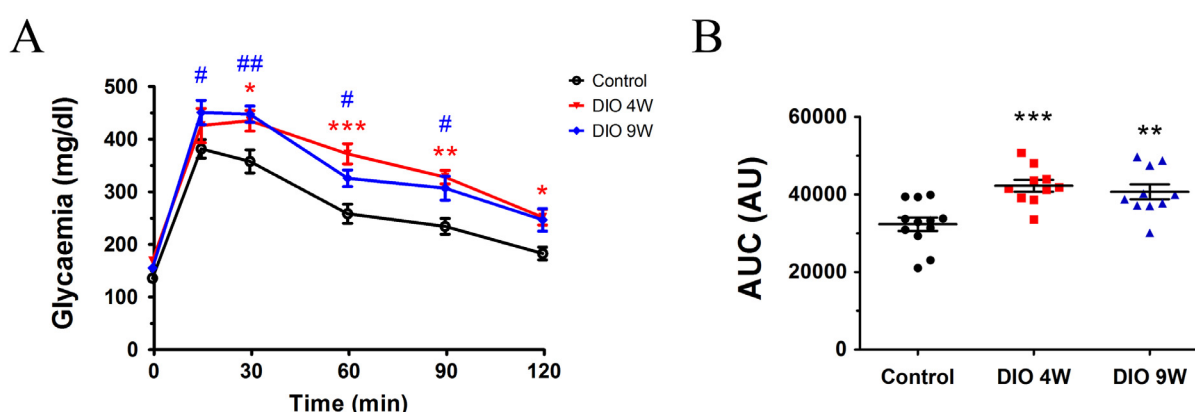 A
B
Glycaemia (mg/dl)
500
400
300
200
100
0
# ## # #
* *** ** *
0 30 60 90 120
Time (min)
Control
DIO 4W
DIO 9W
AUC (AU)
60000
40000
20000
0
*** **
Control DIO 4W DIO 9W